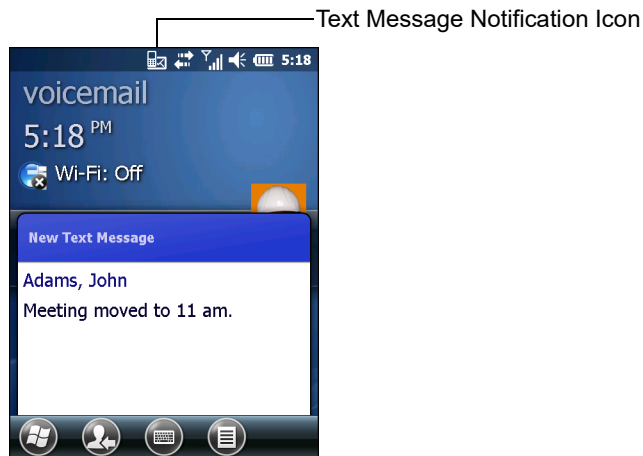 Text Message Notification Icon
5:18
voicemail
5:18 PM
Wi-Fi: Off
New Text Message
Adams, John
Meeting moved to 11 am.